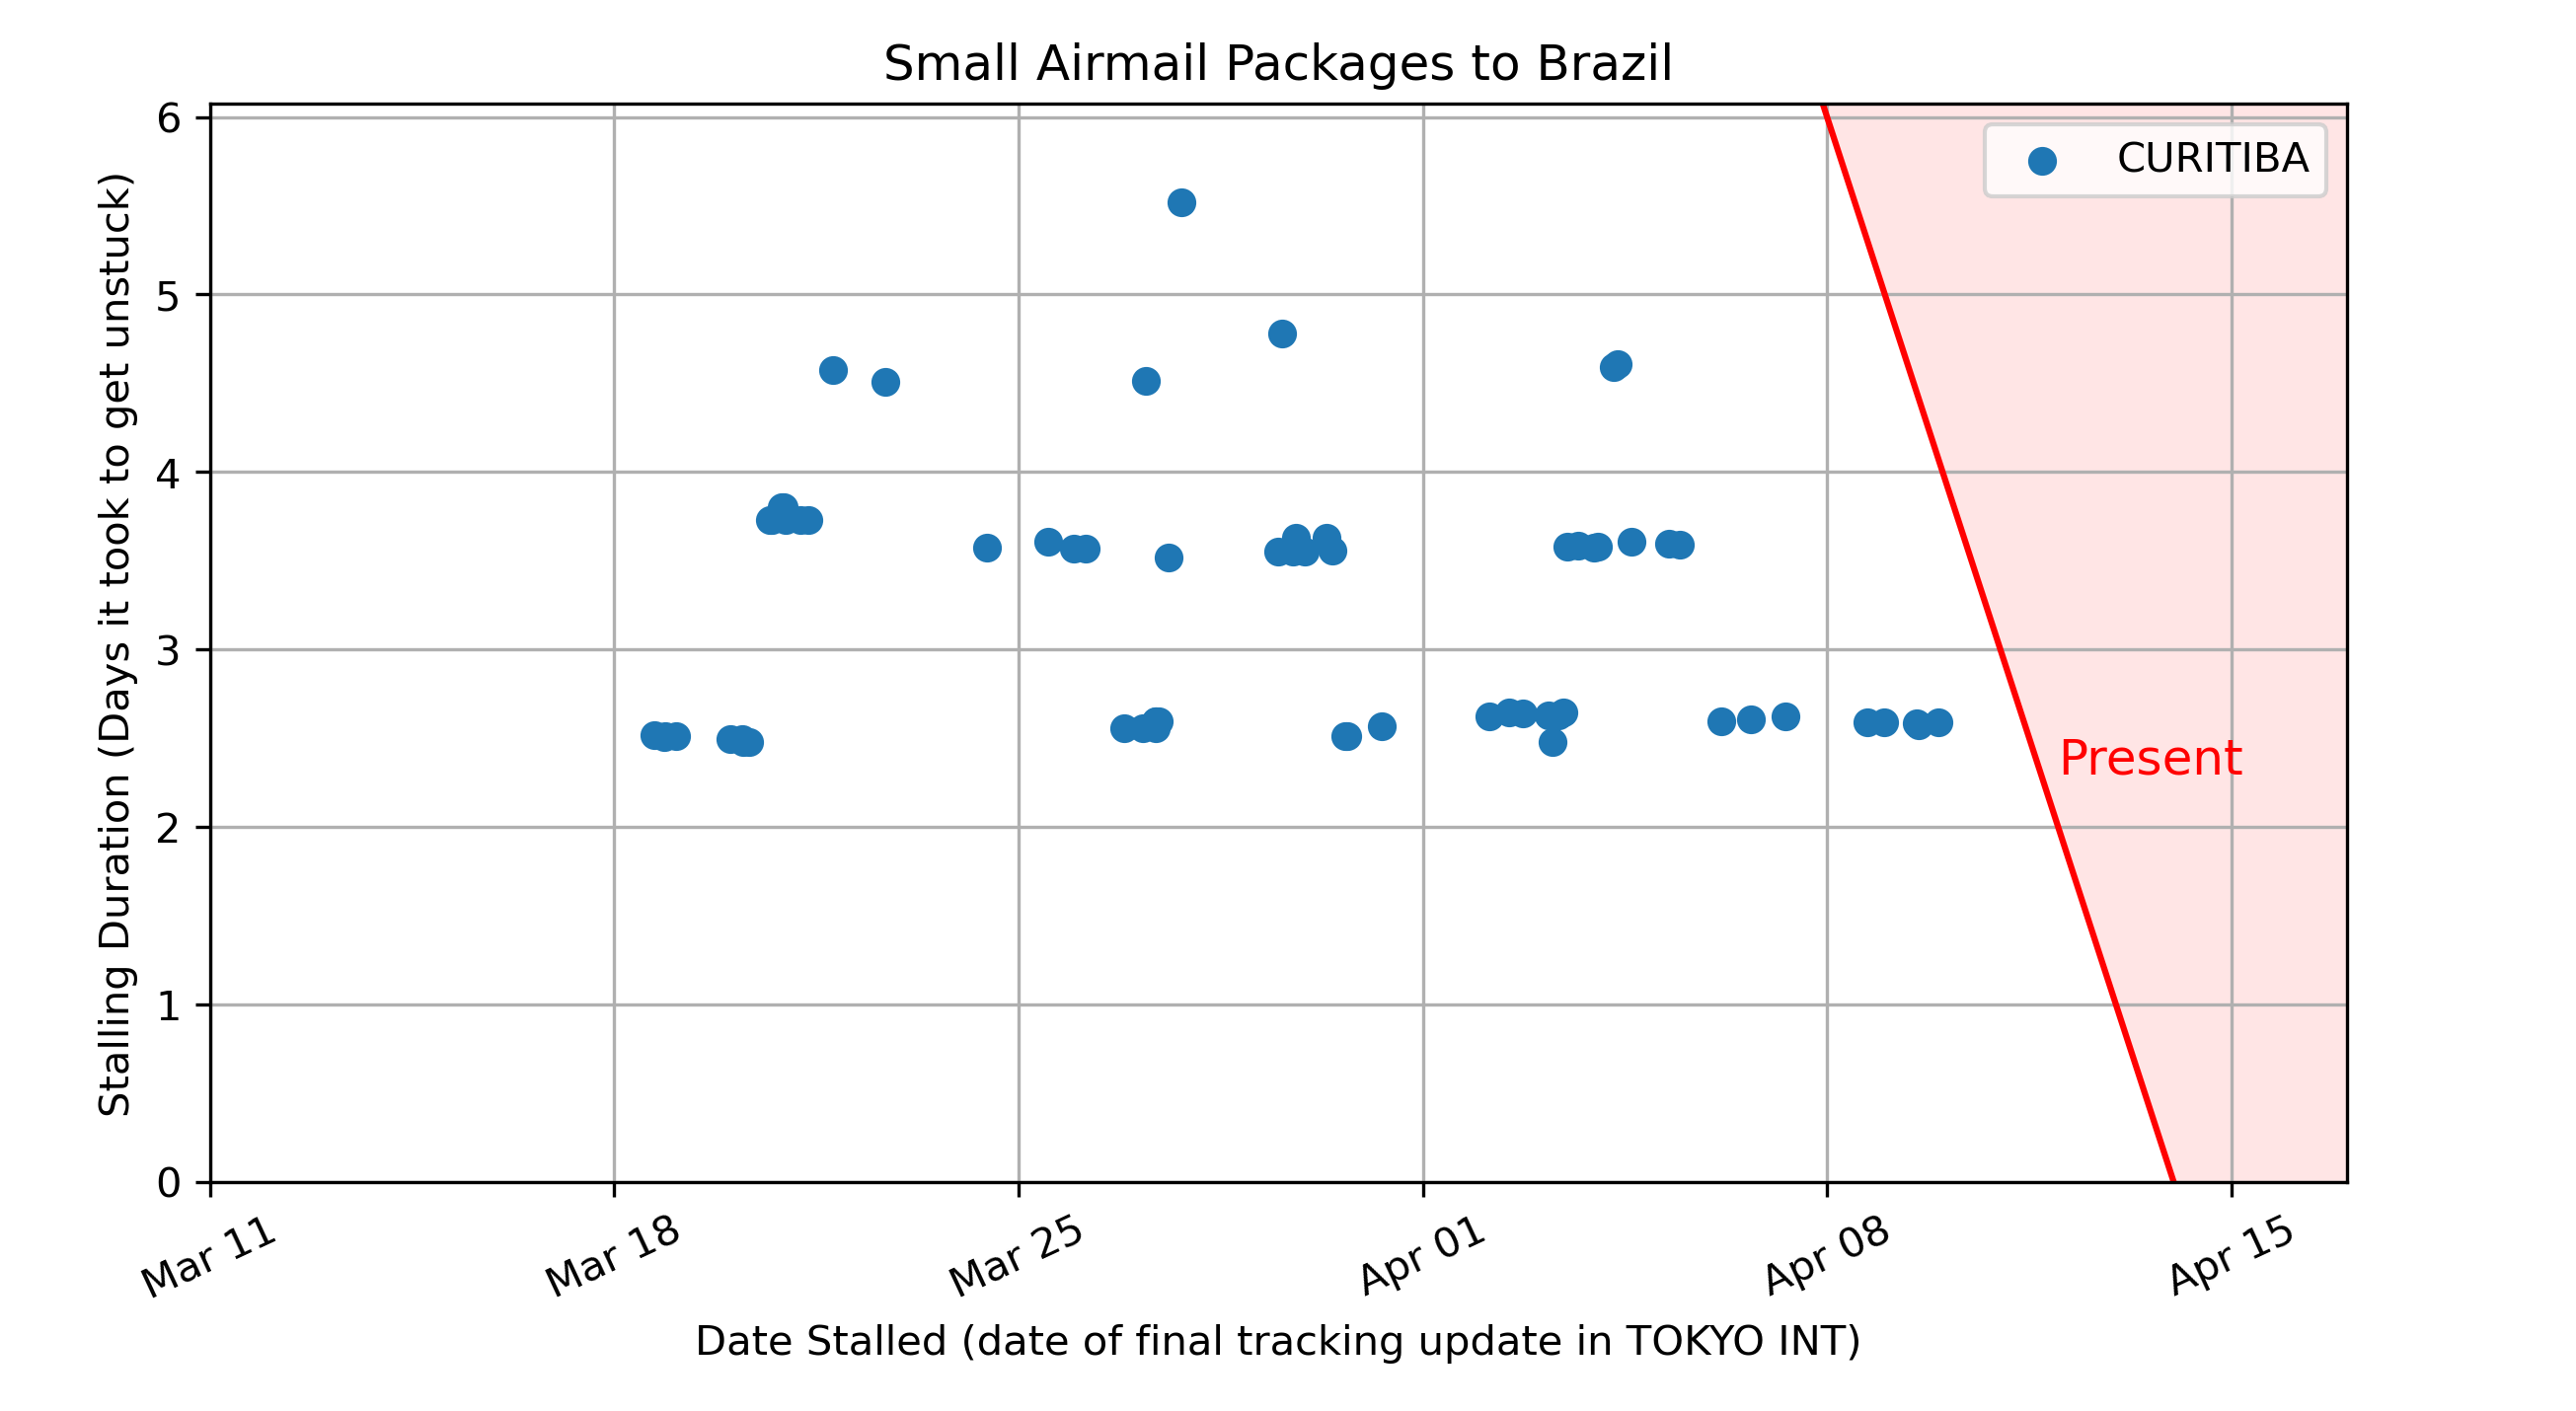 Small Airmail Packages to Brazil
Stalling Duration (Days it took to get unstuck)
6
5
4
3
2
1
0
CURITIBA
Present
Mar 11
Mar 18
Mar 25
Apr 01
Apr 08
Apr 15
Date Stalled (date of final tracking update in TOKYO INT)